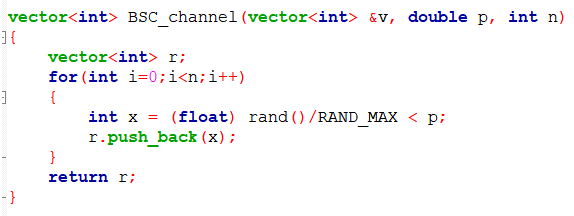 vector<int> BSC_channel(vector<int> &v, double p, int n)
{
    vector<int> r;
    for(int i=0;i<n;i++)
    {
        int x = (float) rand()/RAND_MAX < p;
        r.push_back(x);
    }
    return r;
}